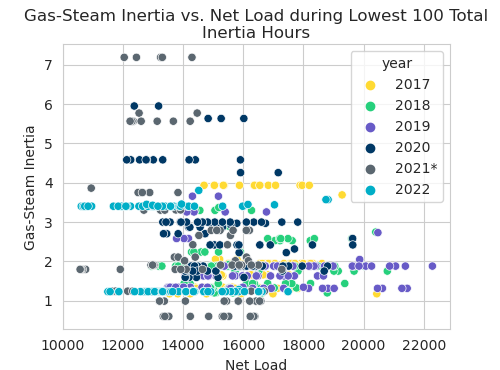 Gas-Steam Inertia vs. Net Load during Lowest 100 Total
Inertia Hours
year
2017
2018
2019
2020
2021*
2022
Gas-Steam Inertia
7
6
5
4
3
2
1
10000 12000 14000 16000 18000 20000 22000
Net Load